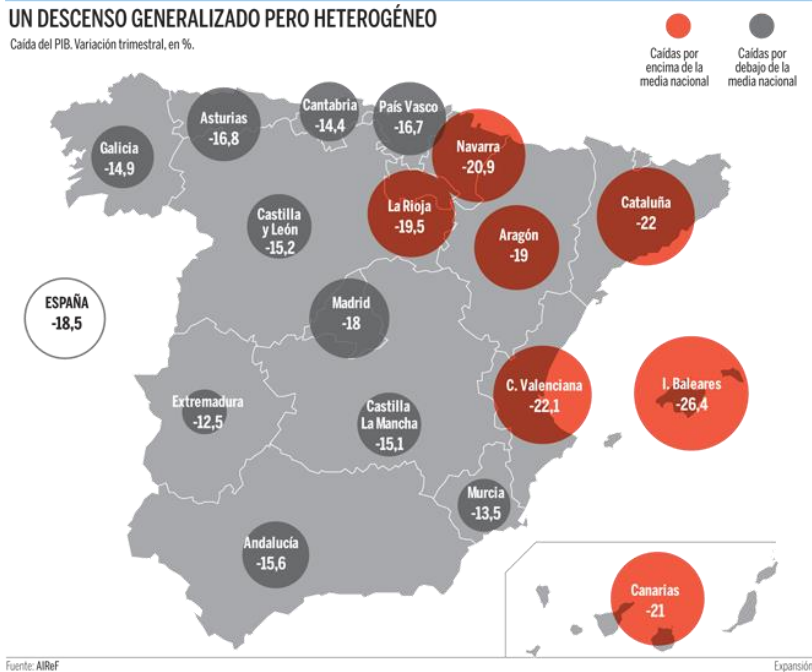 UN DESCENSO GENERALIZADO PERO HETEROGÉNEO
Caída del PIB. Variación trimestral, en %.
Caídas por
encima de la
media nacional
Caídas por
debajo de la
media nacional
Galicia
-14,9
Asturias
-16,8
Cantabria
-14,4
País Vasco
-16,7
Navarra
-20,9
La Rioja
-19,5
Aragón
-19
Cataluña
-22
Castilla
y León
-15,2
ESPAÑA
-18,5
Madrid
-18
C. Valenciana
-22,1
I. Baleares
-26,4
Extremadura
-12,5
Castilla
La Mancha
-15,1
Murcia
-13,5
Andalucía
-15,6
Canarias
-21
Fuente: AIReF
Expansión